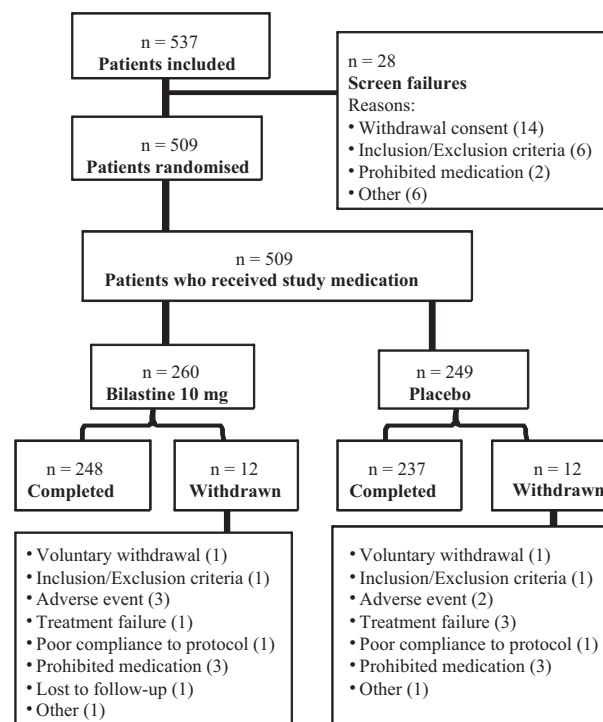 n = 537
Patients included
n = 28
Screen failures
Reasons:
• Withdrawal consent (14)
• Inclusion/Exclusion criteria (6)
• Prohibited medication (2)
• Other (6)
n = 509
Patients randomised
n = 509
Patients who received study medication
n = 260
Bilastine 10 mg
n = 249
Placebo
n = 248
Completed
n = 12
Withdrawn
n = 237
Completed
n = 12
Withdrawn
• Voluntary withdrawal (1)
• Inclusion/Exclusion criteria (1)
• Adverse event (3)
• Treatment failure (1)
• Poor compliance to protocol (1)
• Prohibited medication (3)
• Lost to follow-up (1)
• Other (1)
• Voluntary withdrawal (1)
• Inclusion/Exclusion criteria (1)
• Adverse event (2)
• Treatment failure (3)
• Poor compliance to protocol (1)
• Prohibited medication (3)
• Other (1)